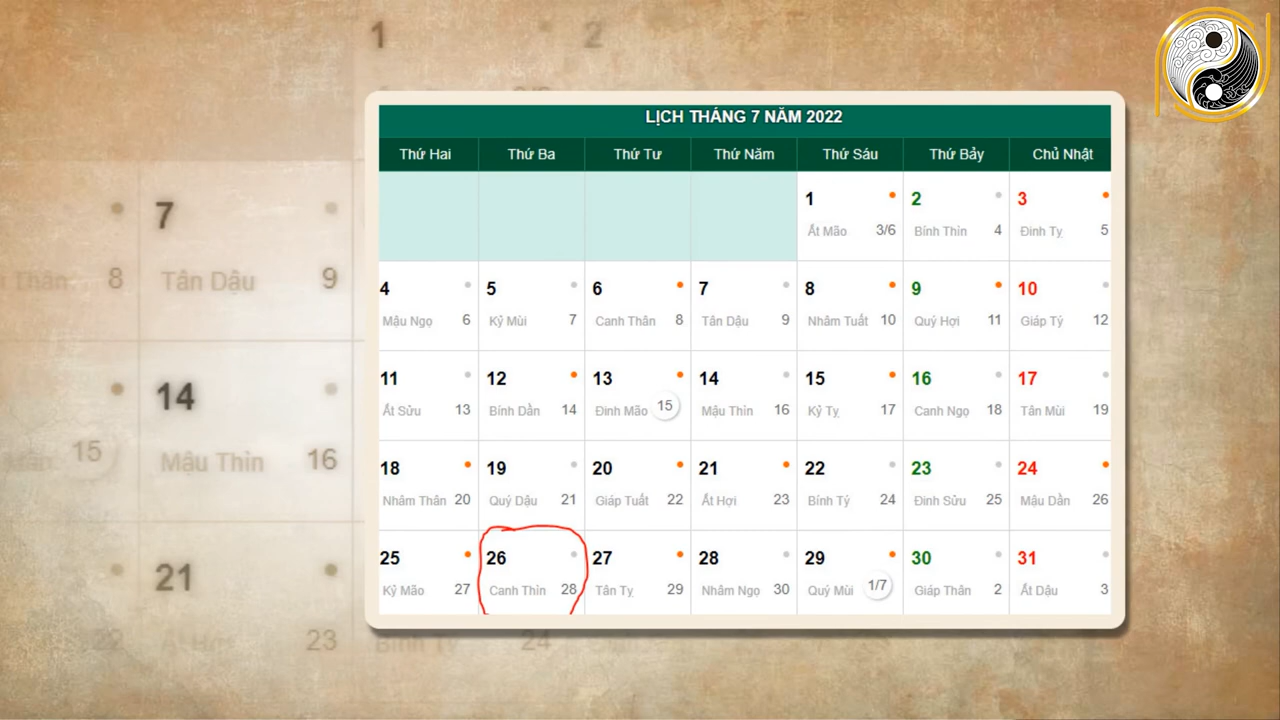 1 2
LỊCH THÁNG 7 NĂM 2022
Thứ Hai Thứ Ba Thứ Tư Thứ Năm Thứ Sáu Thứ Bảy Chủ Nhật
1 2 3
Ất Mão 3/6 Bính Thìn 4 Đinh Tỵ 5
4 5 6 7 8 9 10
Mậu Ngọ 6 Kỷ Mùi 7 Canh Thân 8 Tân Dậu 9 Nhâm Tuất 10 Quý Hợi 11 Giáp Tý 12
11 12 13 14 15 16 17
Ất Sửu 13 Bính Dần 14 Đinh Mão 15 Mậu Thìn 16 Kỷ Tỵ 17 Canh Ngọ 18 Tân Mùi 19
18 19 20 21 22 23 24
Nhâm Thân 20 Quý Dậu 21 Giáp Tuất 22 Ất Hợi 23 Bính Tý 24 Đinh Sửu 25 Mậu Dần 26
25 26 27 28 29 30 31
Kỷ Mão 27 Canh Thìn 28 Tân Tỵ 29 Nhâm Ngọ 30 Quý Mùi 1/7 Giáp Thân 2 Ất Dậu 3
7
Thân 8 Tân Dậu 9
14
15 Mậu Thìn 16
21
22 Ất Hợi 23 Bính Tý 24